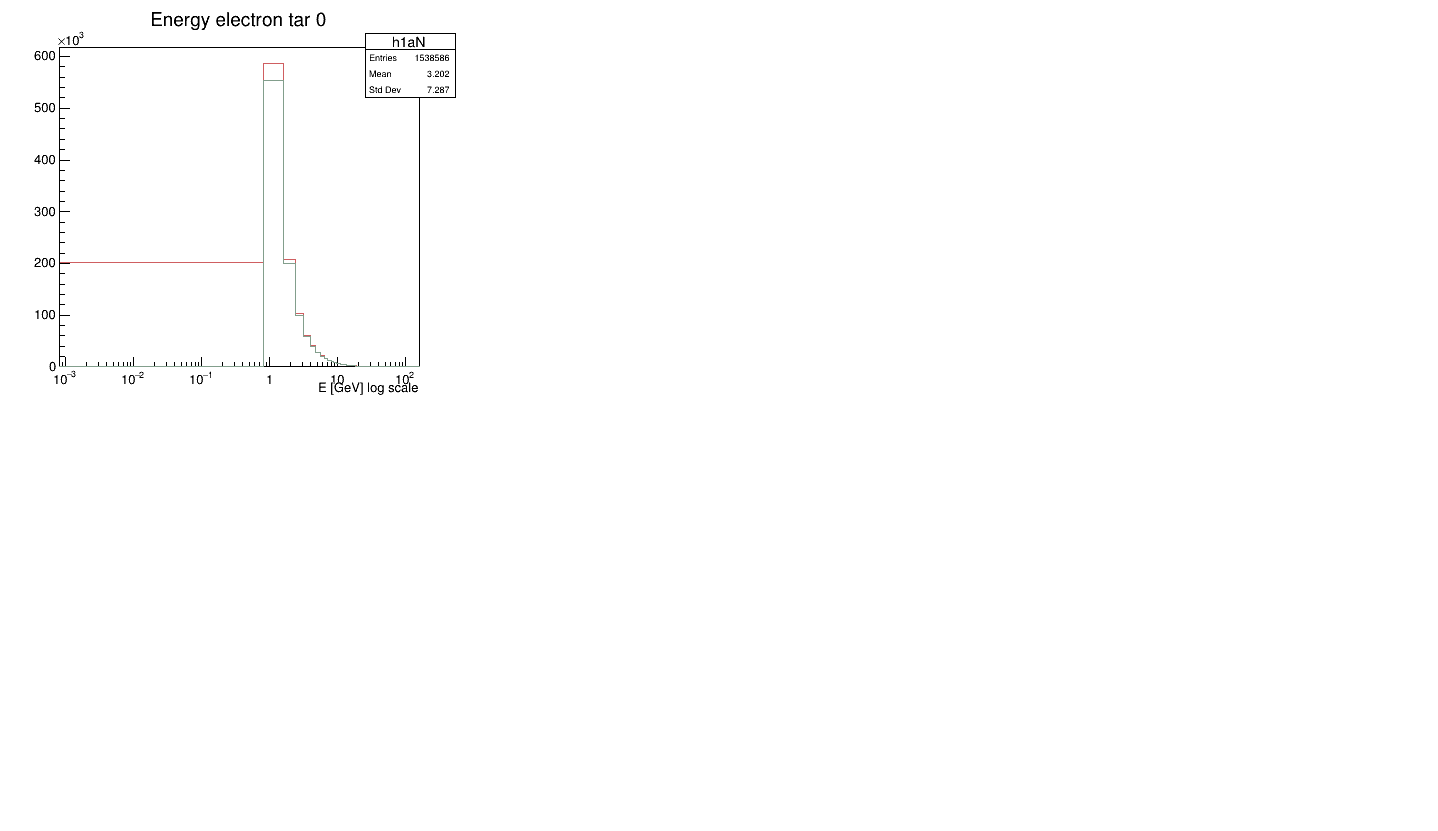 Energy electron tar 0
×10³
h1aN
Entries 1538586
Mean 3.202
Std Dev 7.287
600
500
400
300
200
100
0
10⁻³ 10⁻² 10⁻¹ 1 10 10²
E [GeV] log scale